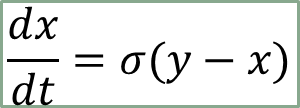 dx/dt = σ(y − x)